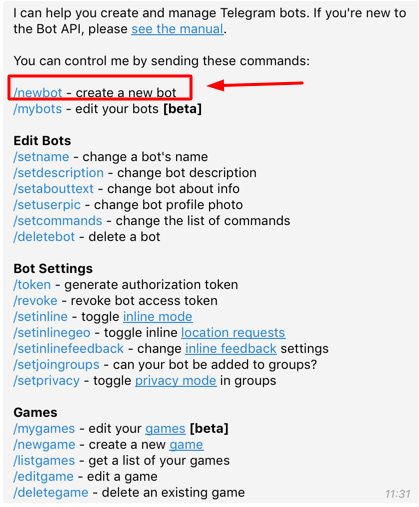 I can help you create and manage Telegram bots. If you're new to
the Bot API, please see the manual.
You can control me by sending these commands:
/newbot - create a new bot
/mybots - edit your bots [beta]
Edit Bots
/setname - change a bot's name
/setdescription - change bot description
/setabouttext - change bot about info
/setuserpic - change bot profile photo
/setcommands - change the list of commands
/deletebot - delete a bot
Bot Settings
/token - generate authorization token
/revoke - revoke bot access token
/setinline - toggle inline mode
/setinlinegeo - toggle inline location requests
/setinlinefeedback - change inline feedback settings
/setjoingroups - can your bot be added to groups?
/setprivacy - toggle privacy mode in groups
Games
/mygames - edit your games [beta]
/newgame - create a new game
/listgames - get a list of your games
/editgame - edit a game
/deletegame - delete an existing game
11:31